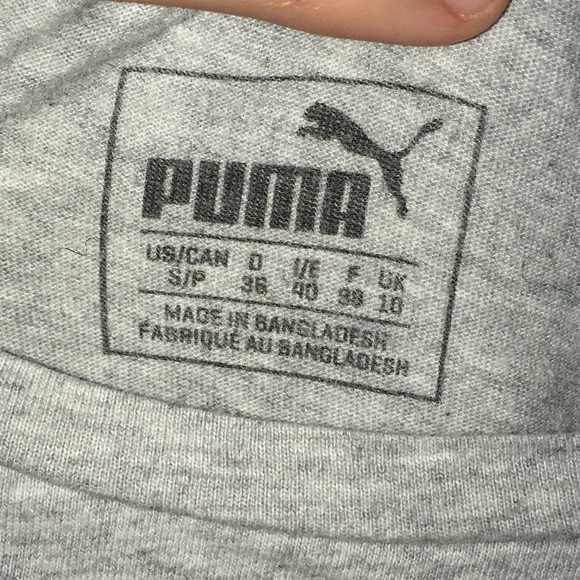 PUMA
US/CAN D I/E F UK
S/P 36 40 38 10
MADE IN BANGLADESH
FABRIQUÉ AU BANGLADESH